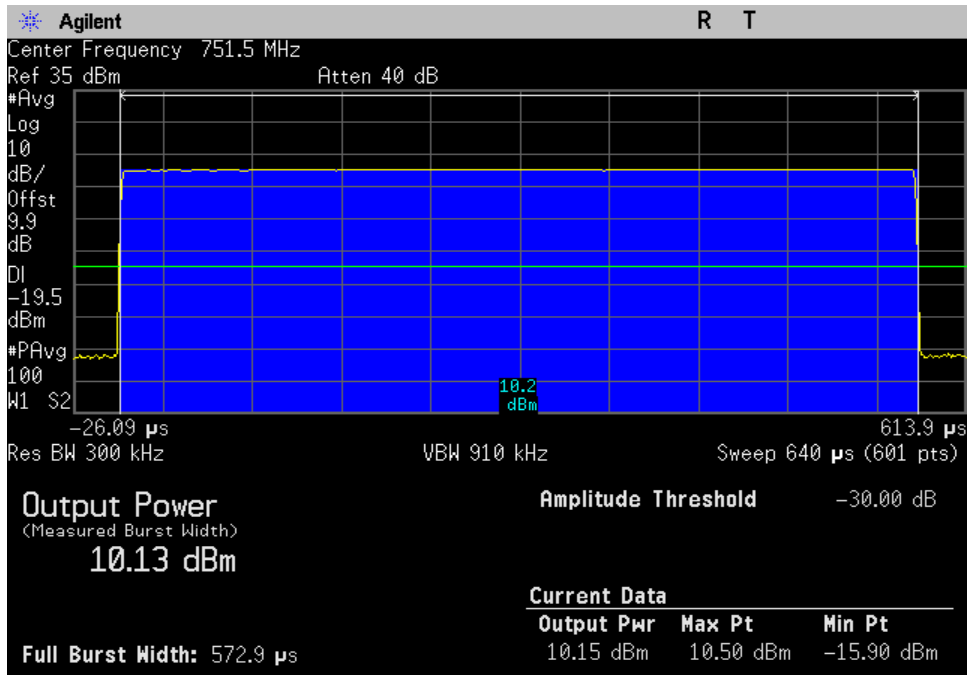 Agilent R T
Center Frequency 751.5 MHz
Ref 35 dBm Atten 40 dB
#Avg
Log
10
dB/
Offst
9.9
dB
DI
-19.5
dBm
#PAvg
100
W1 S2
10.2
dBm
-26.09 µs 613.9 µs
Res BW 300 kHz VBW 910 kHz Sweep 640 µs (601 pts)
Output Power Amplitude Threshold -30.00 dB
(Measured Burst Width)
10.13 dBm
Current Data
Output Pwr Max Pt Min Pt
Full Burst Width: 572.9 µs 10.15 dBm 10.50 dBm -15.90 dBm